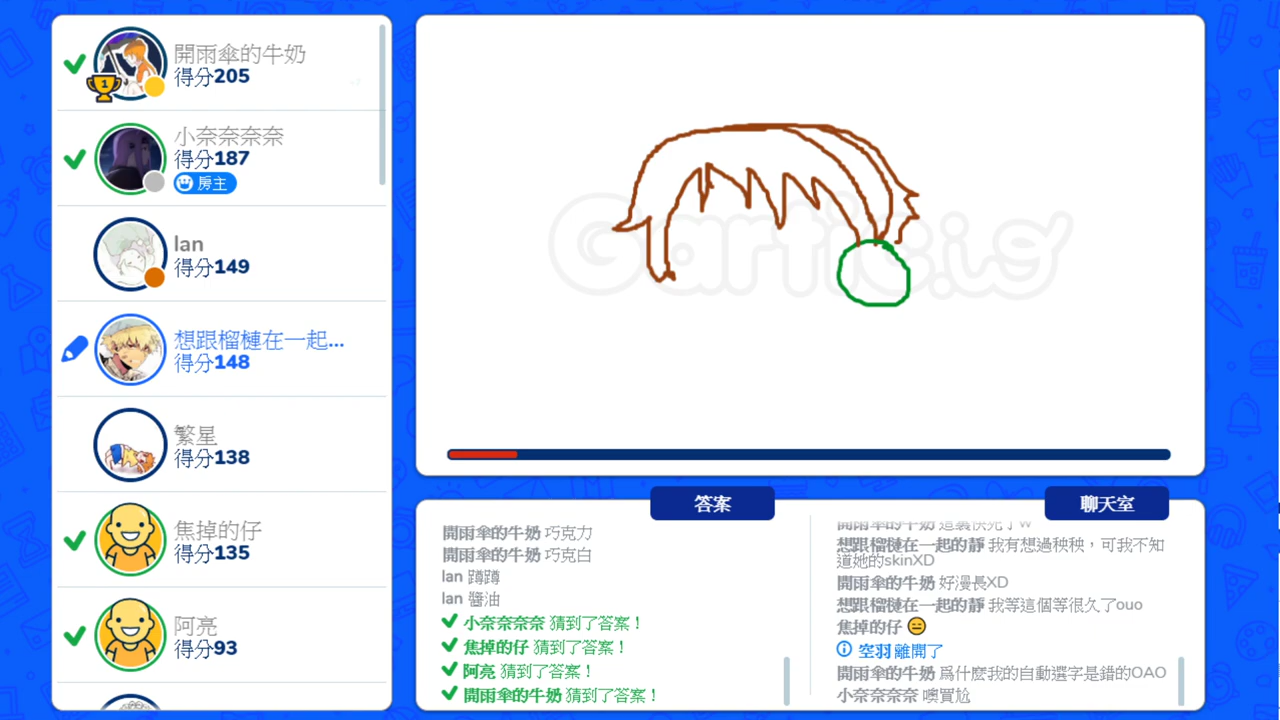 開雨傘的牛奶
得分205
小奈奈奈奈
得分187
房主
lan
得分149
想跟榴槤在一起...
得分148
繁星
得分138
焦掉的仔
得分135
阿亮
得分93
Gartic.io
答案
開雨傘的牛奶 巧克力
開雨傘的牛奶 巧克白
lan 蹲蹲
lan 醬油
小奈奈奈奈 猜到了答案！
焦掉的仔 猜到了答案！
阿亮 猜到了答案！
開雨傘的牛奶 猜到了答案！
聊天室
開雨傘的牛奶
想跟榴槤在一起的靜 我有想過秧秧，可我不知
道她的skinXD
開雨傘的牛奶 好漫長XD
想跟榴槤在一起的靜 我等這個等很久了ouo
焦掉的仔 😑
空羽 離開了
開雨傘的牛奶 爲什麼我的自動選字是錯的OAO
小奈奈奈奈 噢買尬